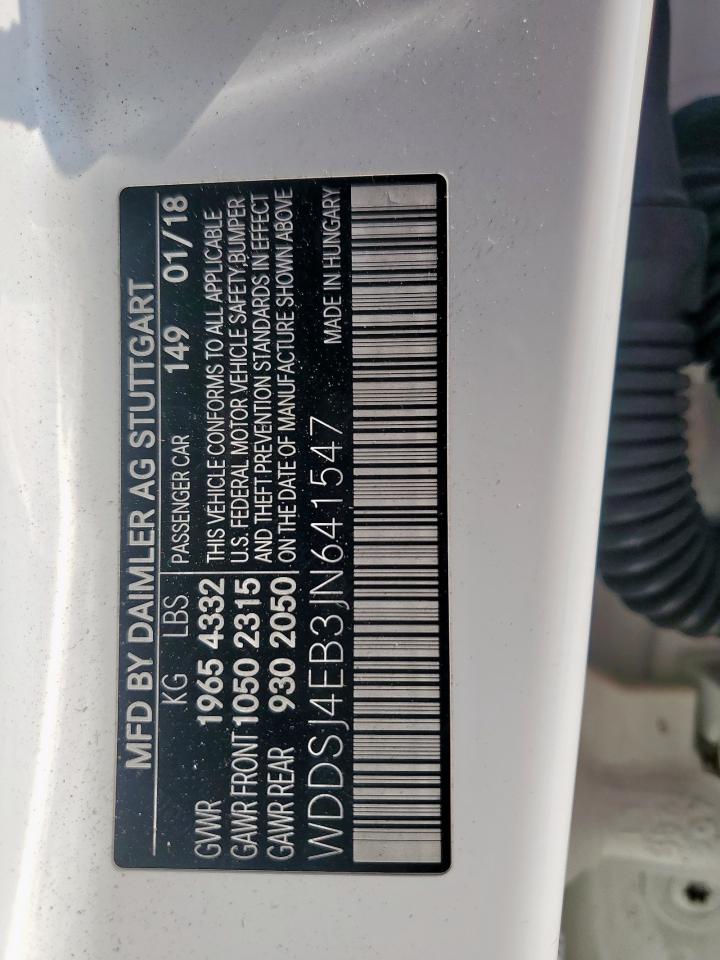 MFD BY DAIMLER AG STUTTGART
KG LBS PASSENGER CAR 149 01/18
GVWR 1965 4332 THIS VEHICLE CONFORMS TO ALL APPLICABLE
GAWR FRONT 1050 2315 U.S. FEDERAL MOTOR VEHICLE SAFETY,BUMPER
GAWR REAR 930 2050 AND THEFT PREVENTION STANDARDS IN EFFECT
ON THE DATE OF MANUFACTURE SHOWN ABOVE
WDDSJ4EB3JN641547 MADE IN HUNGARY